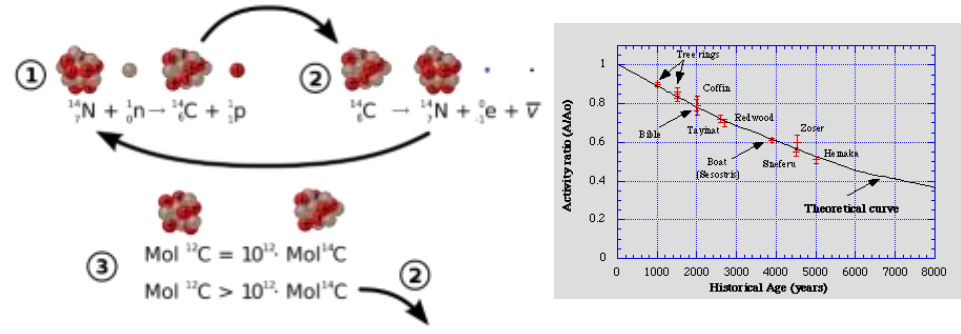 ①
②
¹⁴₇N + ¹₀n → ¹⁴₆C + ¹₁p
¹⁴₆C → ¹⁴₇N + ⁰₋₁e + ν̅
③
Mol ¹²C = 10¹²· Mol¹⁴C
Mol ¹²C > 10¹²· Mol¹⁴C
②
Activity ratio (A/Ao)
1
0.8
0.6
0.4
0.2
0
Tree rings
Coffin
Bible
Tayinat
Redwood
Zoser
Boat
(Sesostris)
Sneferu
Hemaka
Theoretical curve
0
1000
2000
3000
4000
5000
6000
7000
8000
Historical Age (years)